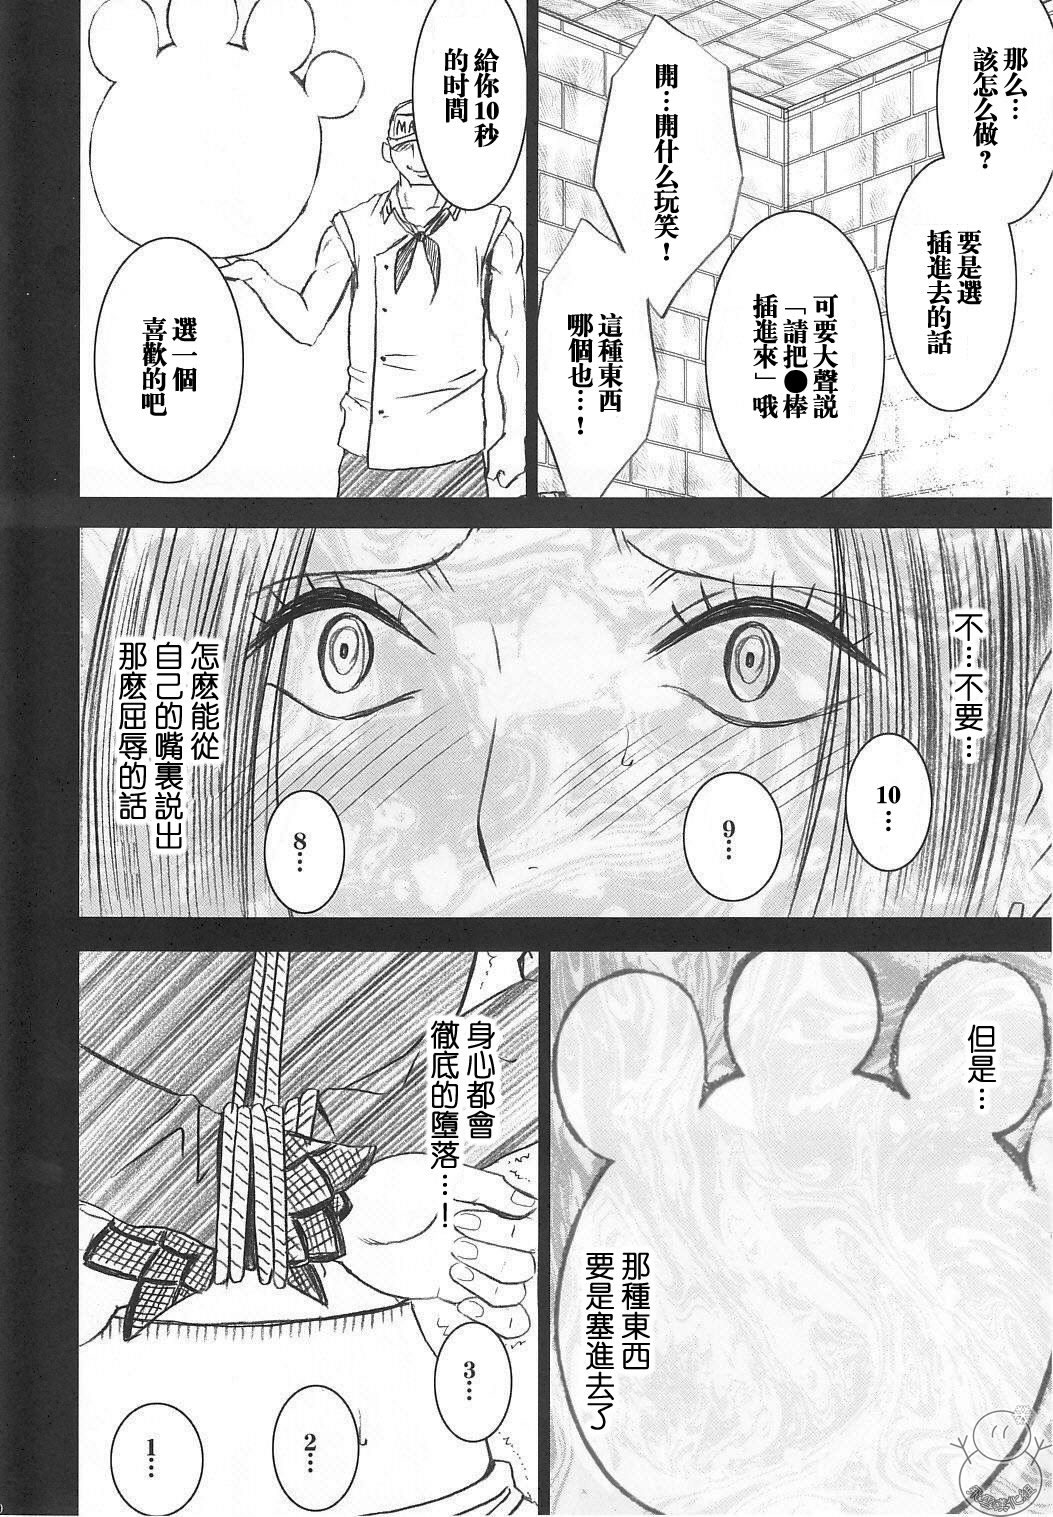 那么…
該怎么做？
要是選
插進去的話
可要大聲説
「請把●棒
插進來」哦
開…開什么玩笑！
這種東西
哪個也…！
給你10秒
的时間
MA
選一個
喜歡的吧
不…不要…
10…
9…
8…
怎麽能從
自己的嘴裏説出
那麽屈辱的話
但是…
那種東西
要是塞進去了
身心都會
徹底的墮落…！
3…
2…
1…